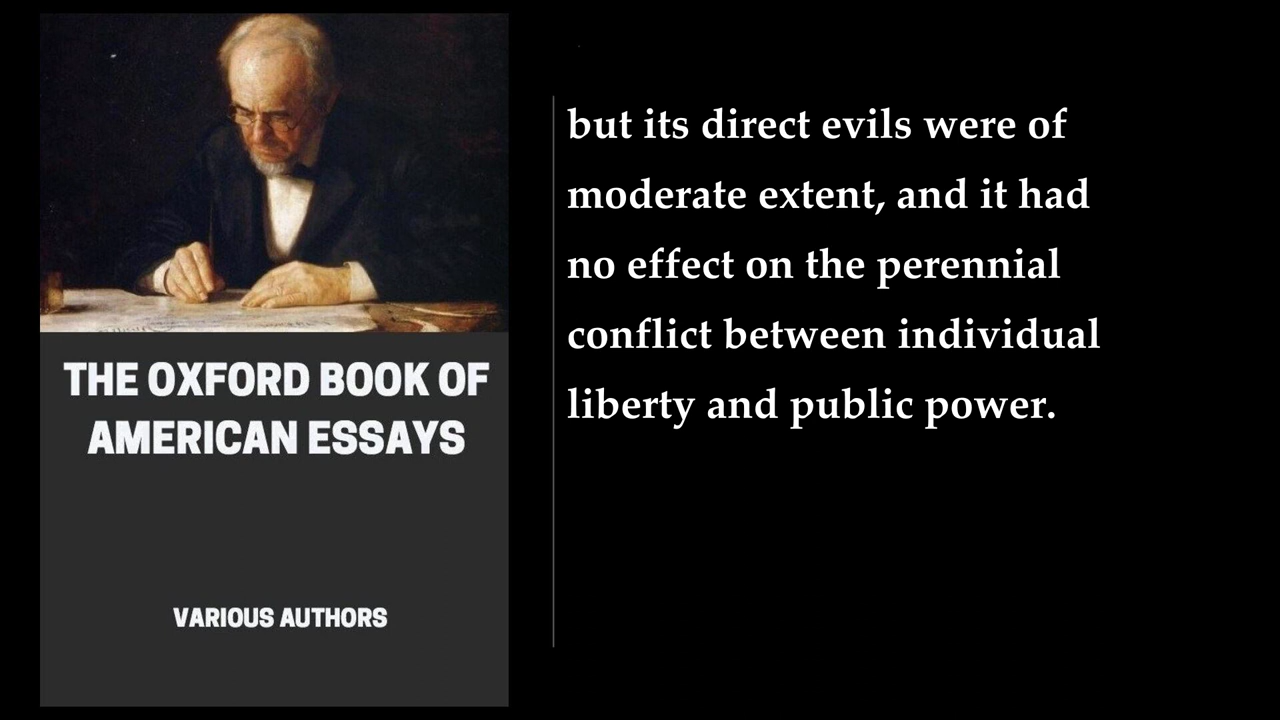 THE OXFORD BOOK OF
AMERICAN ESSAYS
VARIOUS AUTHORS
but its direct evils were of
moderate extent, and it had
no effect on the perennial
conflict between individual
liberty and public power.